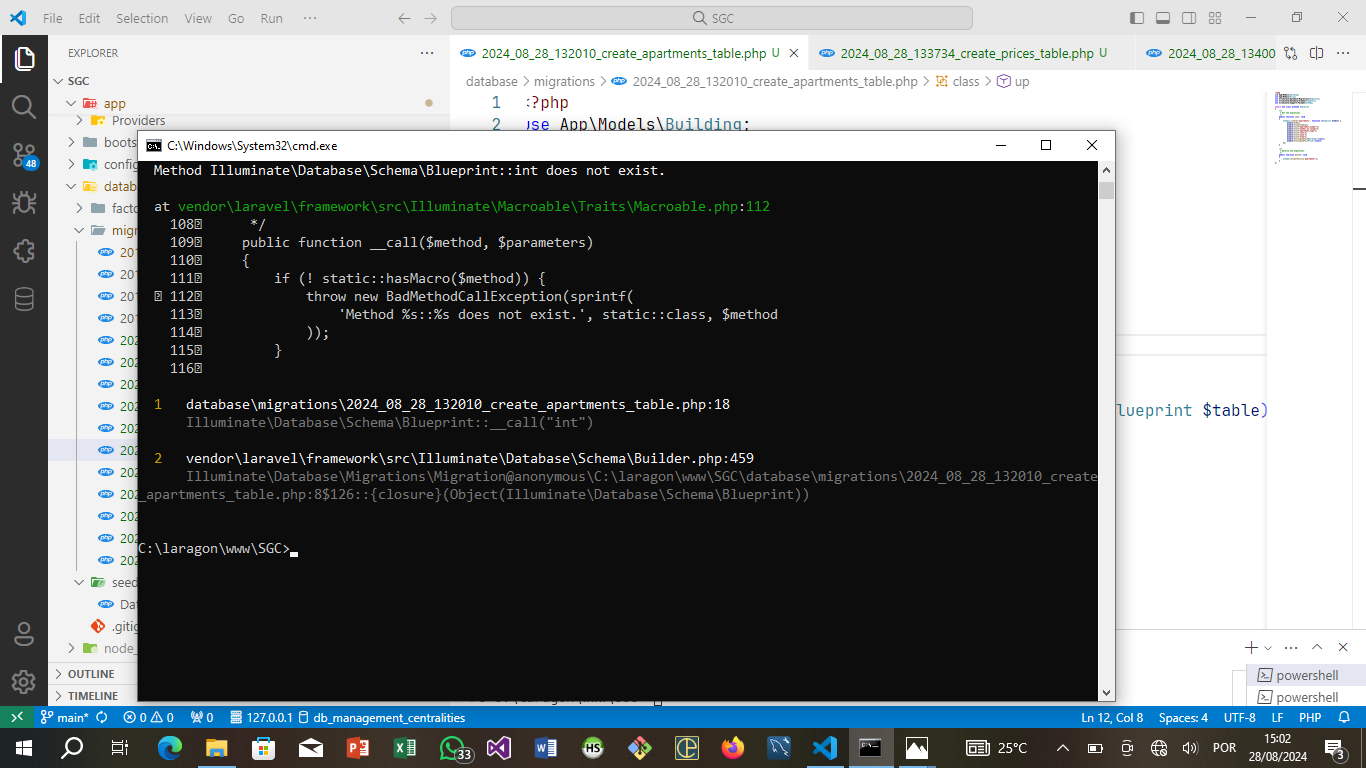 File Edit Selection View Go Run ··· SGC
EXPLORER
2024_08_28_132010_create_apartments_table.php U
2024_08_28_133734_create_prices_table.php U
2024_08_28_13400
SGC
database > migrations > 2024_08_28_132010_create_apartments_table.php > class > up
app
Providers
boots
config
datab
facto
migr
20
20
20
20
202
202
202
202
202
202
202
202
202
202
202
seed
Dat
.gitig
node_
OUTLINE
TIMELINE
1 <?php
2 use App\Models\Building;
C:\Windows\System32\cmd.exe
Method Illuminate\Database\Schema\Blueprint::int does not exist.
at vendor\laravel\framework\src\Illuminate\Macroable\Traits\Macroable.php:112
108 */
109 public function __call($method, $parameters)
110 {
111 if (! static::hasMacro($method)) {
112 throw new BadMethodCallException(sprintf(
113 'Method %s::%s does not exist.', static::class, $method
114 ));
115 }
116
1 database\migrations\2024_08_28_132010_create_apartments_table.php:18
Illuminate\Database\Schema\Blueprint::__call("int")
2 vendor\laravel\framework\src\Illuminate\Database\Schema\Builder.php:459
Illuminate\Database\Migrations\Migration@anonymous\C:\laragon\www\SGC\database\migrations\2024_08_28_132010_create
_apartments_table.php:8$126::{closure}(Object(Illuminate\Database\Schema\Blueprint))
C:\laragon\www\SGC>
lueprint $table)
powershell
powershell
48
main* 0 0 0 127.0.0.1 db_management_centralities Ln 12, Col 8 Spaces: 4 UTF-8 LF PHP
33 25°C POR 15:02
28/08/2024 3